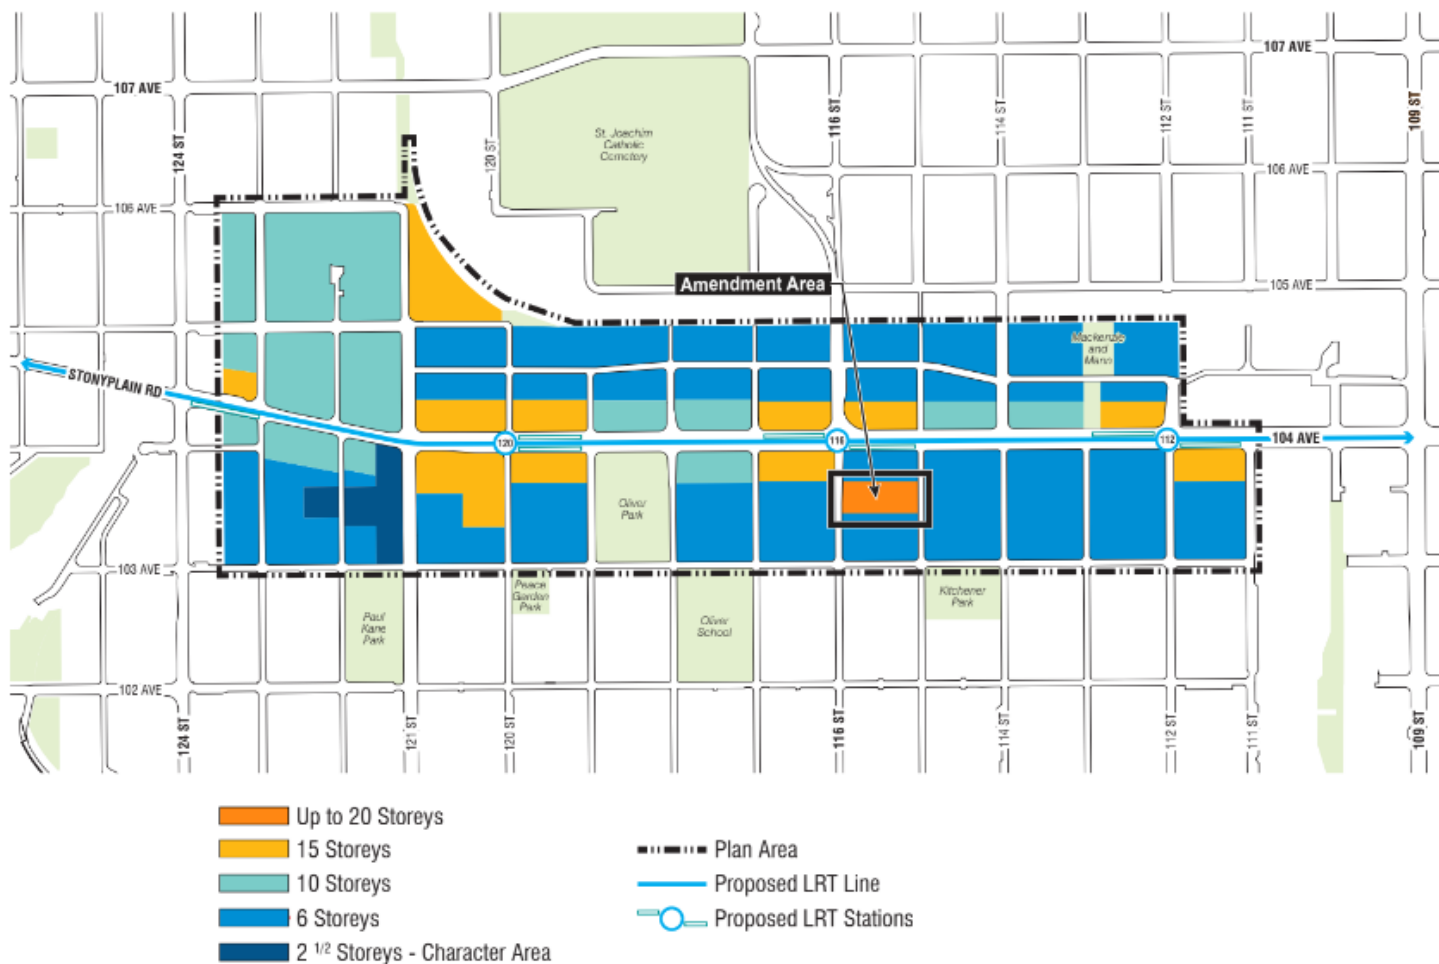 107 AVE
107 AVE
116 ST
114 ST
112 ST
111 ST
109 ST
124 ST
120 ST
St. Joachim
Catholic
Cemetery
106 AVE
106 AVE
Amendment Area
105 AVE
Mackenzie
and
Mann
STONYPLAIN RD
120
116
112
104 AVE
Oliver
Park
103 AVE
Peace
Garden
Park
Kitchener
Park
Paul
Kane
Park
Oliver
School
102 AVE
124 ST
121 ST
120 ST
116 ST
114 ST
112 ST
111 ST
109 ST
Up to 20 Storeys
15 Storeys
10 Storeys
6 Storeys
2 1/2 Storeys - Character Area
Plan Area
Proposed LRT Line
Proposed LRT Stations